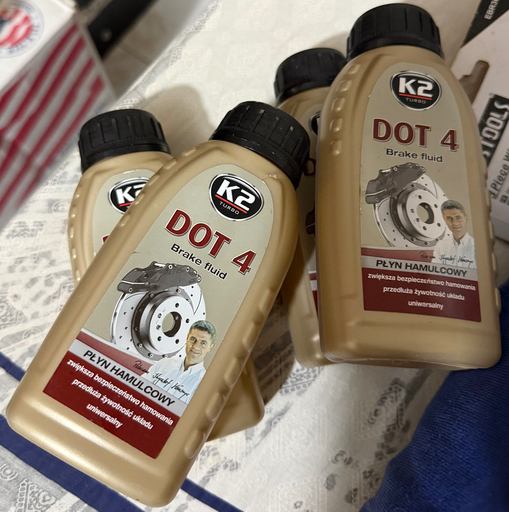 K2
TURBO
DOT 4
Brake fluid
PŁYN HAMULCOWY
zwiększa bezpieczeństwo hamowania
przedłuża żywotność układu
uniwersalny
K2
TURBO
DOT 4
Brake fluid
PŁYN HAMULCOWY
zwiększa bezpieczeństwo hamowania
przedłuża żywotność układu
uniwersalny
K2
TOOLS